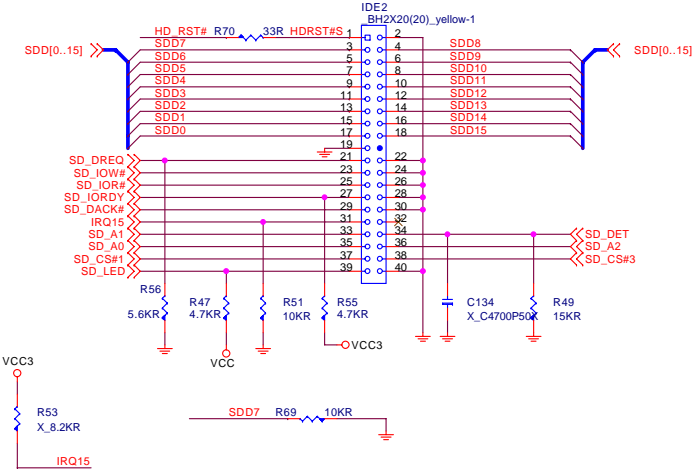 IDE2
BH2X20(20)_yellow-1
HD_RST# R70 33R HDRST#S 1 2
SDD[0..15] SDD7 3 4 SDD8 SDD[0..15]
SDD6 5 6 SDD9
SDD5 7 8 SDD10
SDD4 9 10 SDD11
SDD3 11 12 SDD12
SDD2 13 14 SDD13
SDD1 15 16 SDD14
SDD0 17 18 SDD15
19
SD_DREQ 21 22
SD_IOW# 23 24
SD_IOR# 25 26
SD_IORDY 27 28
SD_DACK# 29 30
IRQ15 31 32
SD_A1 33 34 SD_DET
SD_A0 35 36 SD_A2
SD_CS#1 37 38 SD_CS#3
SD_LED 39 40
R56 R47 R51 R55 C134 R49
5.6KR 4.7KR 10KR 4.7KR X_C4700P50X 15KR
VCC VCC3
VCC3
R53
X_8.2KR
SDD7 R69 10KR
IRQ15